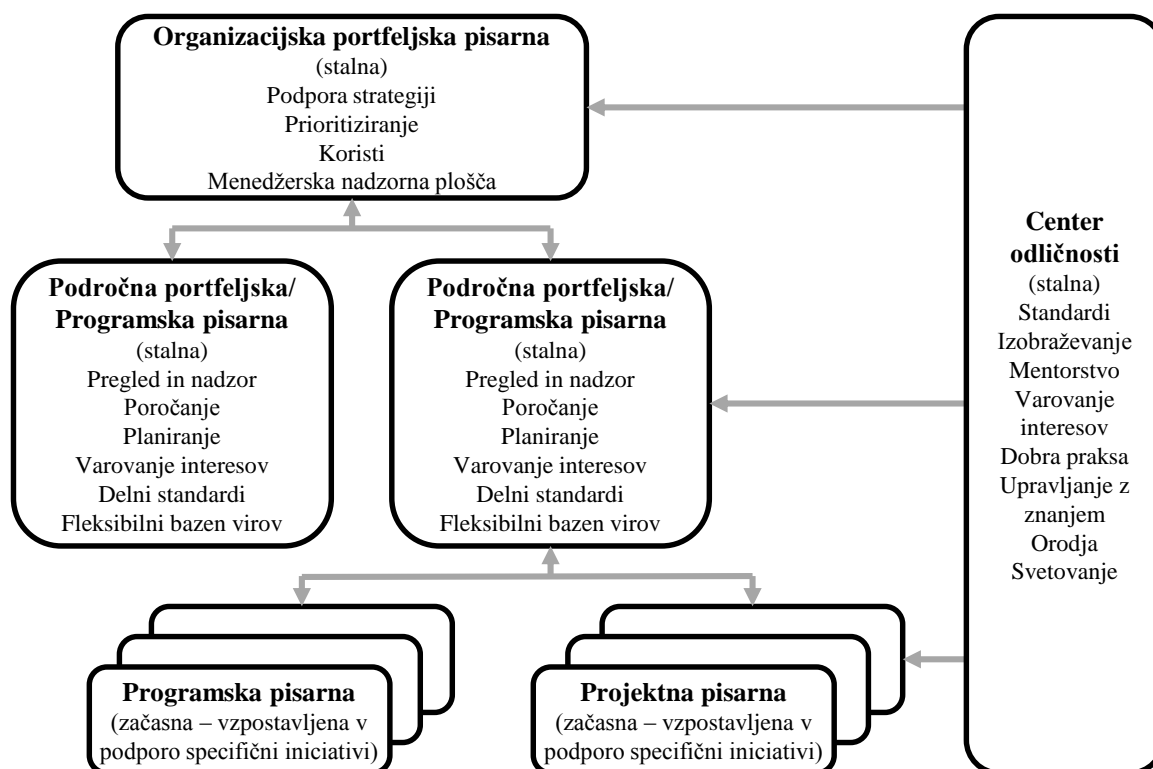 Organizacijska portfeljska pisarna
(stalna)
Podpora strategiji
Prioritiziranje
Koristi
Menedžerska nadzorna plošča
Področna portfeljska/
Programska pisarna
(stalna)
Pregled in nadzor
Poročanje
Planiranje
Varovanje interesov
Delni standardi
Fleksibilni bazen virov
Področna portfeljska/
Programska pisarna
(stalna)
Pregled in nadzor
Poročanje
Planiranje
Varovanje interesov
Delni standardi
Fleksibilni bazen virov
Programska pisarna
(začasna – vzpostavljena v
podporo specifični iniciativi)
Projektna pisarna
(začasna – vzpostavljena v
podporo specifični iniciativi)
Center
odličnosti
(stalna)
Standardi
Izobraževanje
Mentorstvo
Varovanje
interesov
Dobra praksa
Upravljanje z
znanjem
Orodja
Svetovanje